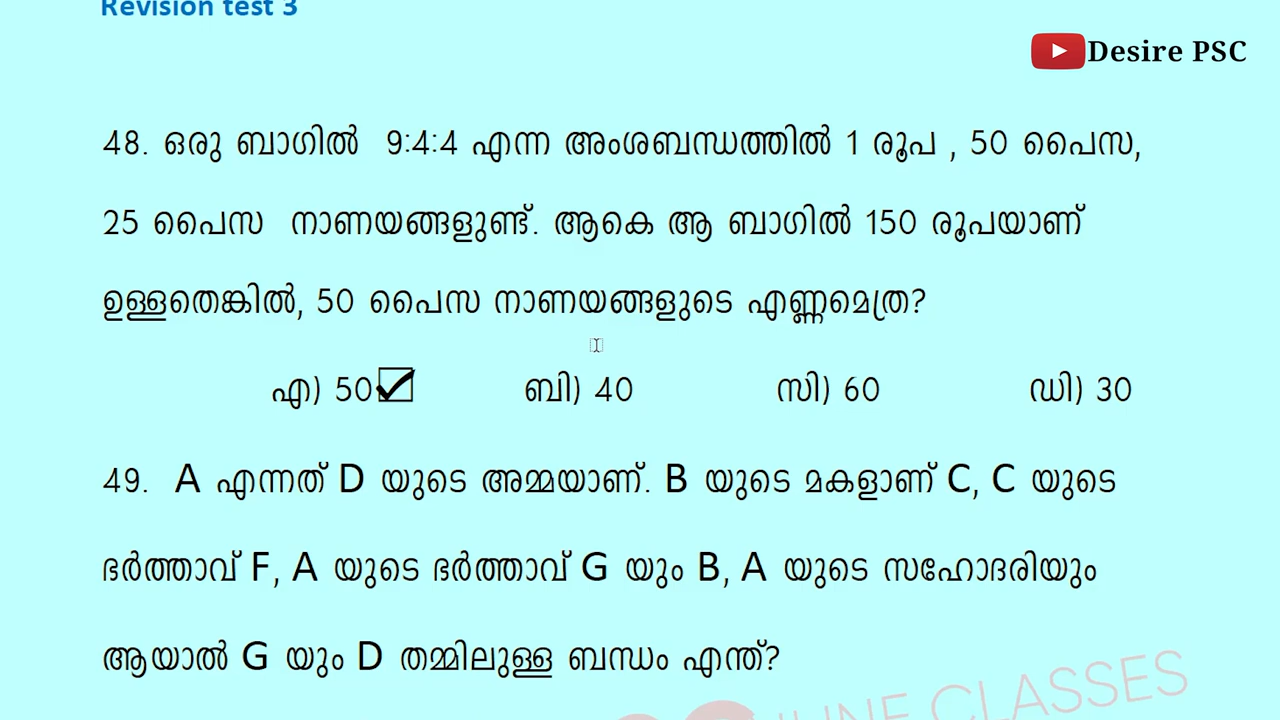 Revision test 3
Desire PSC
48. ഒരു ബാഗിൽ 9:4:4 എന്ന അംശബന്ധത്തിൽ 1 രൂപ , 50 പൈസ,
25 പൈസ നാണയങ്ങളുണ്ട്. ആകെ ആ ബാഗിൽ 150 രൂപയാണ്
ഉള്ളതെങ്കിൽ, 50 പൈസ നാണയങ്ങളുടെ എണ്ണമെത്ര?
എ) 50 ബി) 40 സി) 60 ഡി) 30
49. A എന്നത് D യുടെ അമ്മയാണ്. B യുടെ മകളാണ് C, C യുടെ
ഭർത്താവ് F, A യുടെ ഭർത്താവ് G യും B, A യുടെ സഹോദരിയും
ആയാൽ G യും D തമ്മിലുള്ള ബന്ധം എന്ത്?
CLASSES